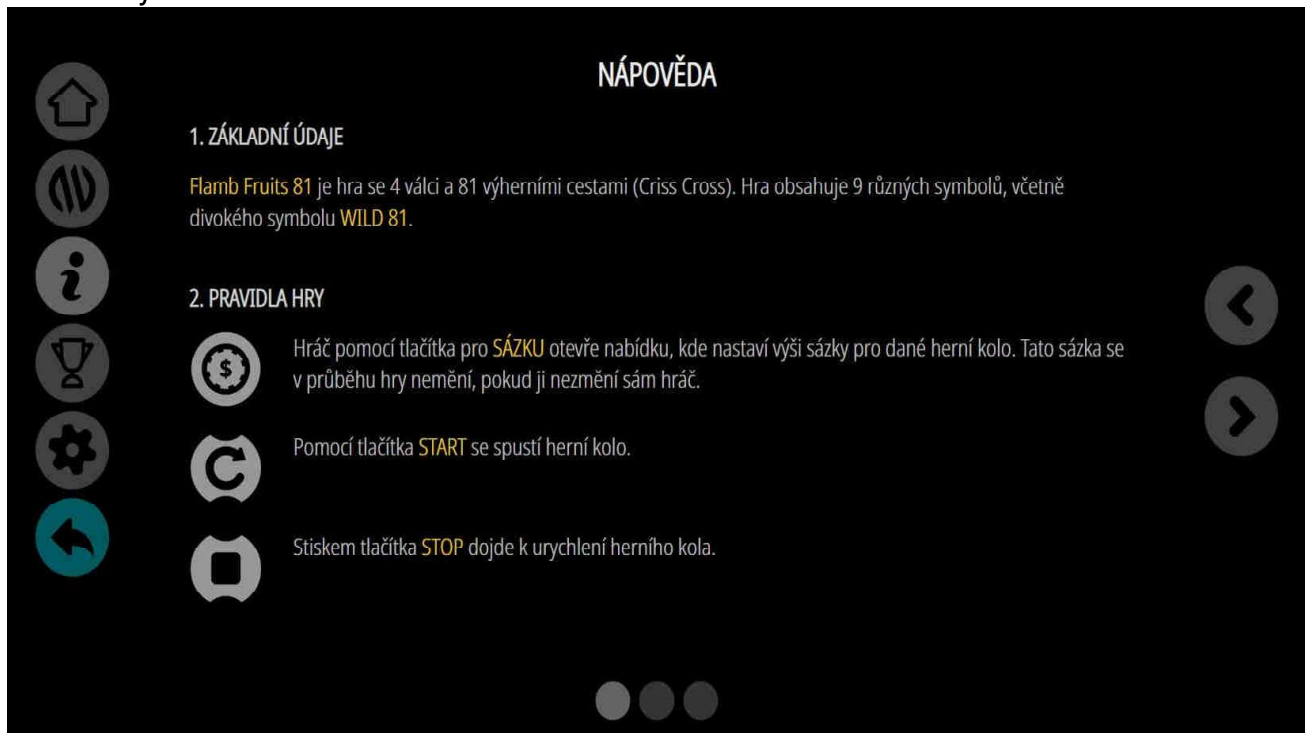 NÁPOVĚDA
1. ZÁKLADNÍ ÚDAJE
Flamb Fruits 81 je hra se 4 válci a 81 výherními cestami (Criss Cross). Hra obsahuje 9 různých symbolů, včetně
divokého symbolu WILD 81.
2. PRAVIDLA HRY
Hráč pomocí tlačítka pro SÁZKU otevře nabídku, kde nastaví výši sázky pro dané herní kolo. Tato sázka se
v průběhu hry nemění, pokud ji nezmění sám hráč.
Pomocí tlačítka START se spustí herní kolo.
Stiskem tlačítka STOP dojde k urychlení herního kola.